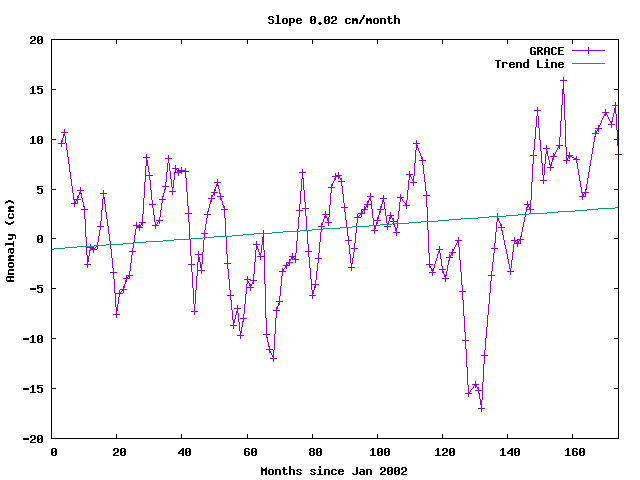 Slope 0.02 cm/month
20
15
10
5
0
-5
-10
-15
-20
Anomaly (cm)
GRACE
Trend Line
0 20 40 60 80 100 120 140 160
Months since Jan 2002